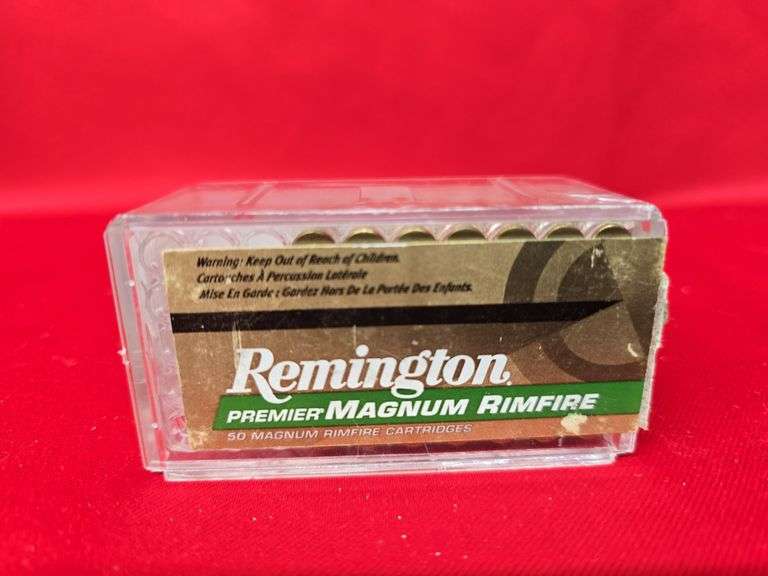 Warning: Keep Out of Reach of Children.
Cartouches À Percussion Latérale
Mise En Garde : Gardez Hors De La Portée Des Enfants.
Remington.
PREMIER MAGNUM RIMFIRE
50 MAGNUM RIMFIRE CARTRIDGES